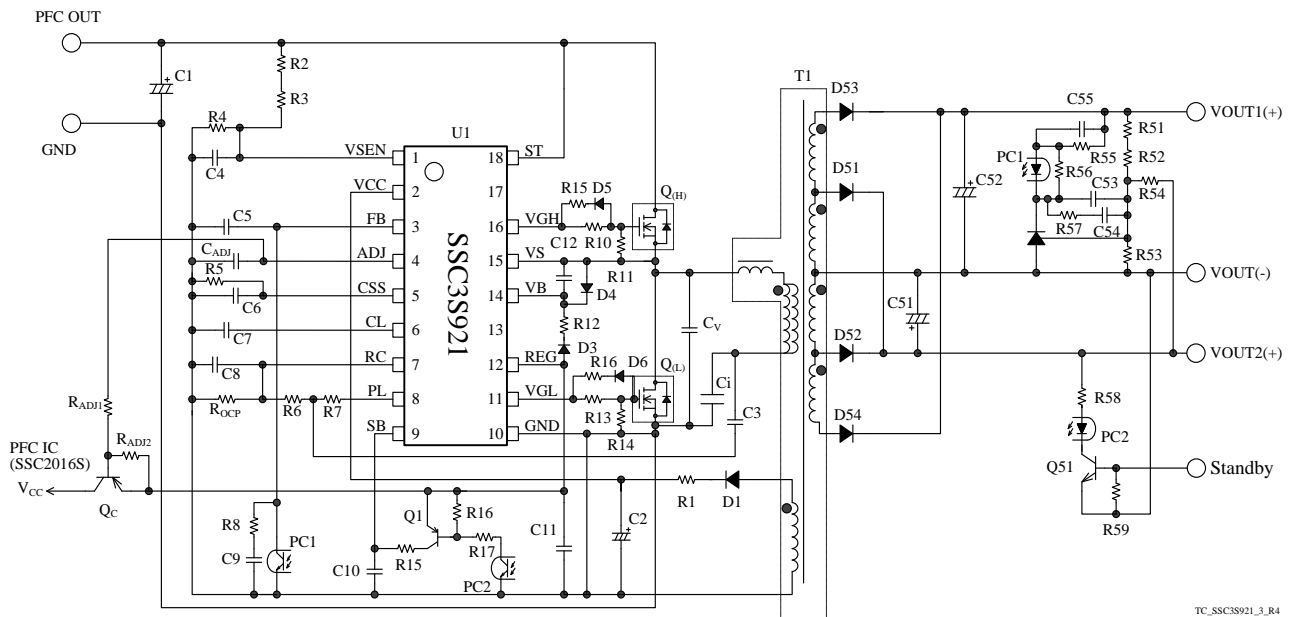 PFC OUT
C1
R2
R3
R4
GND
C4
U1
SSC3S921
VSEN 1
VCC 2
FB 3
ADJ 4
CSS 5
CL 6
RC 7
PL 8
SB 9
18 ST
17
16 VGH
15 VS
14 VB
13
12 REG
11 VGL
10 GND
C5
CADJ
R5
C6
C7
C8
ROCP
R6
R7
RADJ1
RADJ2
PFC IC
(SSC2016S)
VCC
QC
R8
C9
PC1
C10
R15
Q1
R16
R17
PC2
C11
C2
R1
D1
R15
D5
Q(H)
C12
R10
R11
D4
R12
D3
R16
D6
Q(L)
R13
R14
CV
Ci
C3
T1
D53
D51
D52
D54
C51
C52
C55
PC1
R55
R56
C53
R57
C54
R51
R52
R54
R53
VOUT1(+)
VOUT(-)
VOUT2(+)
R58
PC2
Q51
R59
Standby
TC_SSC3S921_3_R4